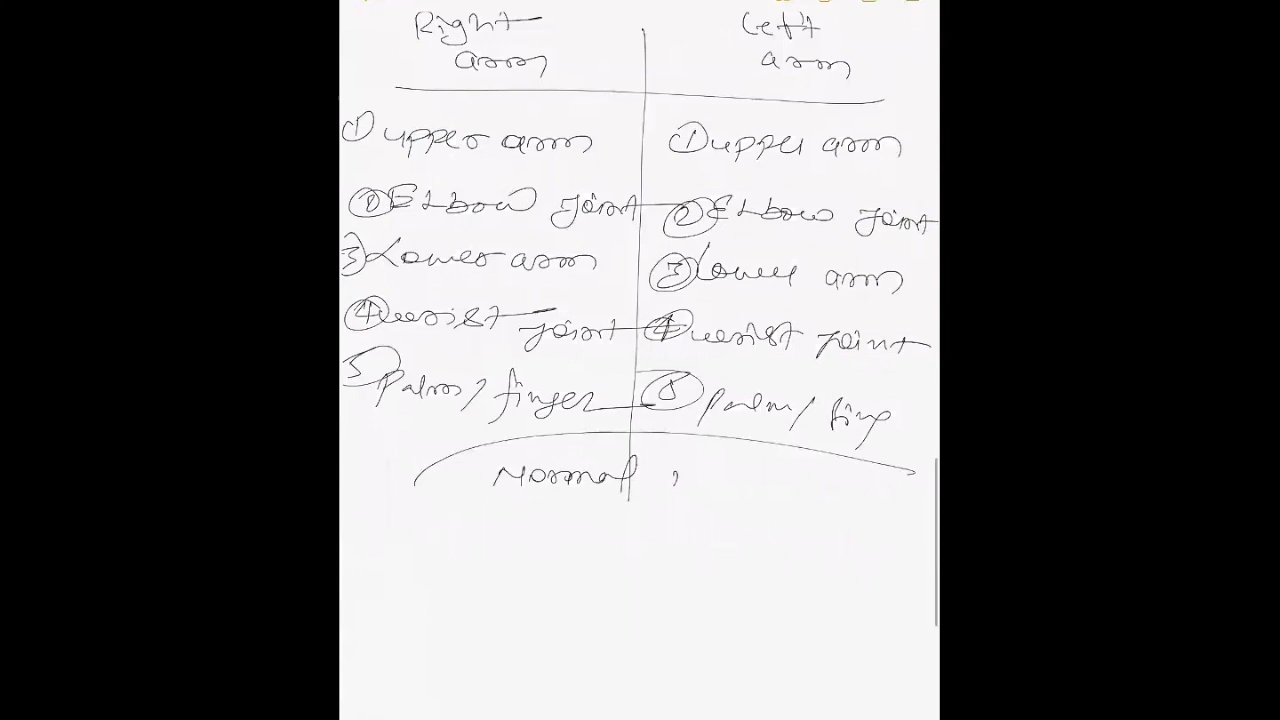 Right arm
Left arm
① upper arm
① upper arm
② Elbow Joint
② Elbow Joint
③ Lower arm
③ Lower arm
④ wrist Joint
④ wrist joint
⑤ palm / finger
⑤ palm / fing
Normal ,